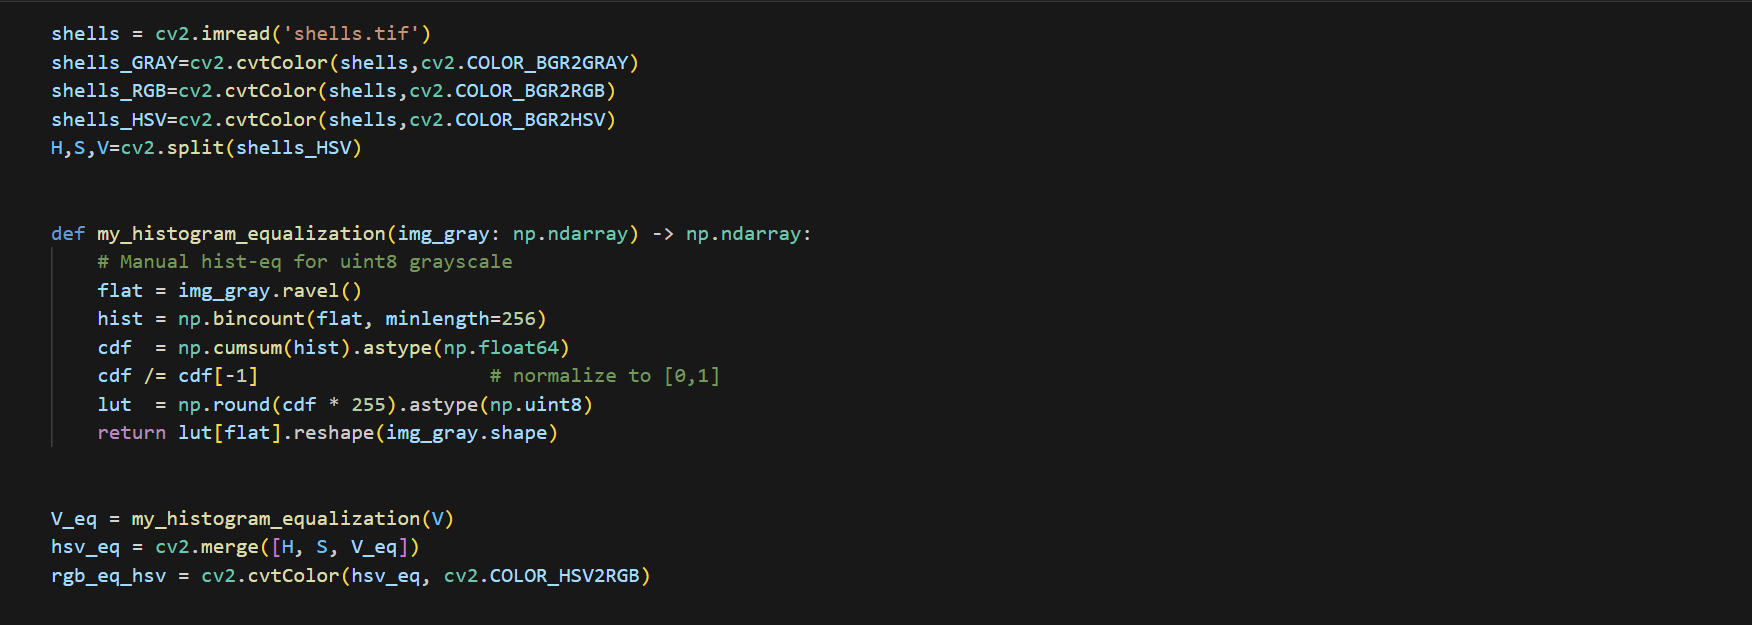 shells = cv2.imread('shells.tif')
shells_GRAY=cv2.cvtColor(shells,cv2.COLOR_BGR2GRAY)
shells_RGB=cv2.cvtColor(shells,cv2.COLOR_BGR2RGB)
shells_HSV=cv2.cvtColor(shells,cv2.COLOR_BGR2HSV)
H,S,V=cv2.split(shells_HSV)
def my_histogram_equalization(img_gray: np.ndarray) -> np.ndarray:
    # Manual hist-eq for uint8 grayscale
    flat = img_gray.ravel()
    hist = np.bincount(flat, minlength=256)
    cdf  = np.cumsum(hist).astype(np.float64)
    cdf /= cdf[-1]                    # normalize to [0,1]
    lut  = np.round(cdf * 255).astype(np.uint8)
    return lut[flat].reshape(img_gray.shape)
V_eq = my_histogram_equalization(V)
hsv_eq = cv2.merge([H, S, V_eq])
rgb_eq_hsv = cv2.cvtColor(hsv_eq, cv2.COLOR_HSV2RGB)